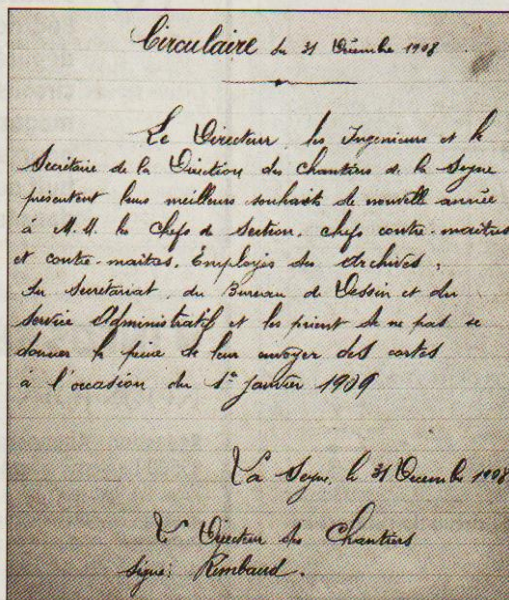 Circulaire du 31 Décembre 1908
Le Directeur, les Ingénieurs et le
Secrétaire de la Direction des chantiers de la Seyne
présentent leurs meilleurs souhaits de nouvelle année
à M.M. les Chefs de Section, chefs contre-maîtres
et contre-maîtres, Employés des Archives,
du Secrétariat, du Bureau de Dessin et du
Service Administratif et les prient de ne pas se
donner la peine de leur envoyer des cartes
à l'occasion du 1er Janvier 1909
La Seyne, le 31 Décembre 1908
Le Directeur des Chantiers
Signé: Rimbaud.